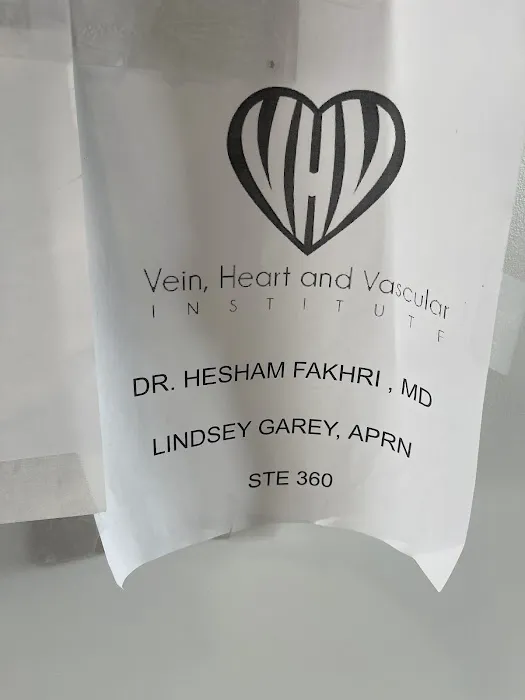 VHV
Vein, Heart and Vascular
INSTITUTE
DR. HESHAM FAKHRI , MD
LINDSEY GAREY, APRN
STE 360